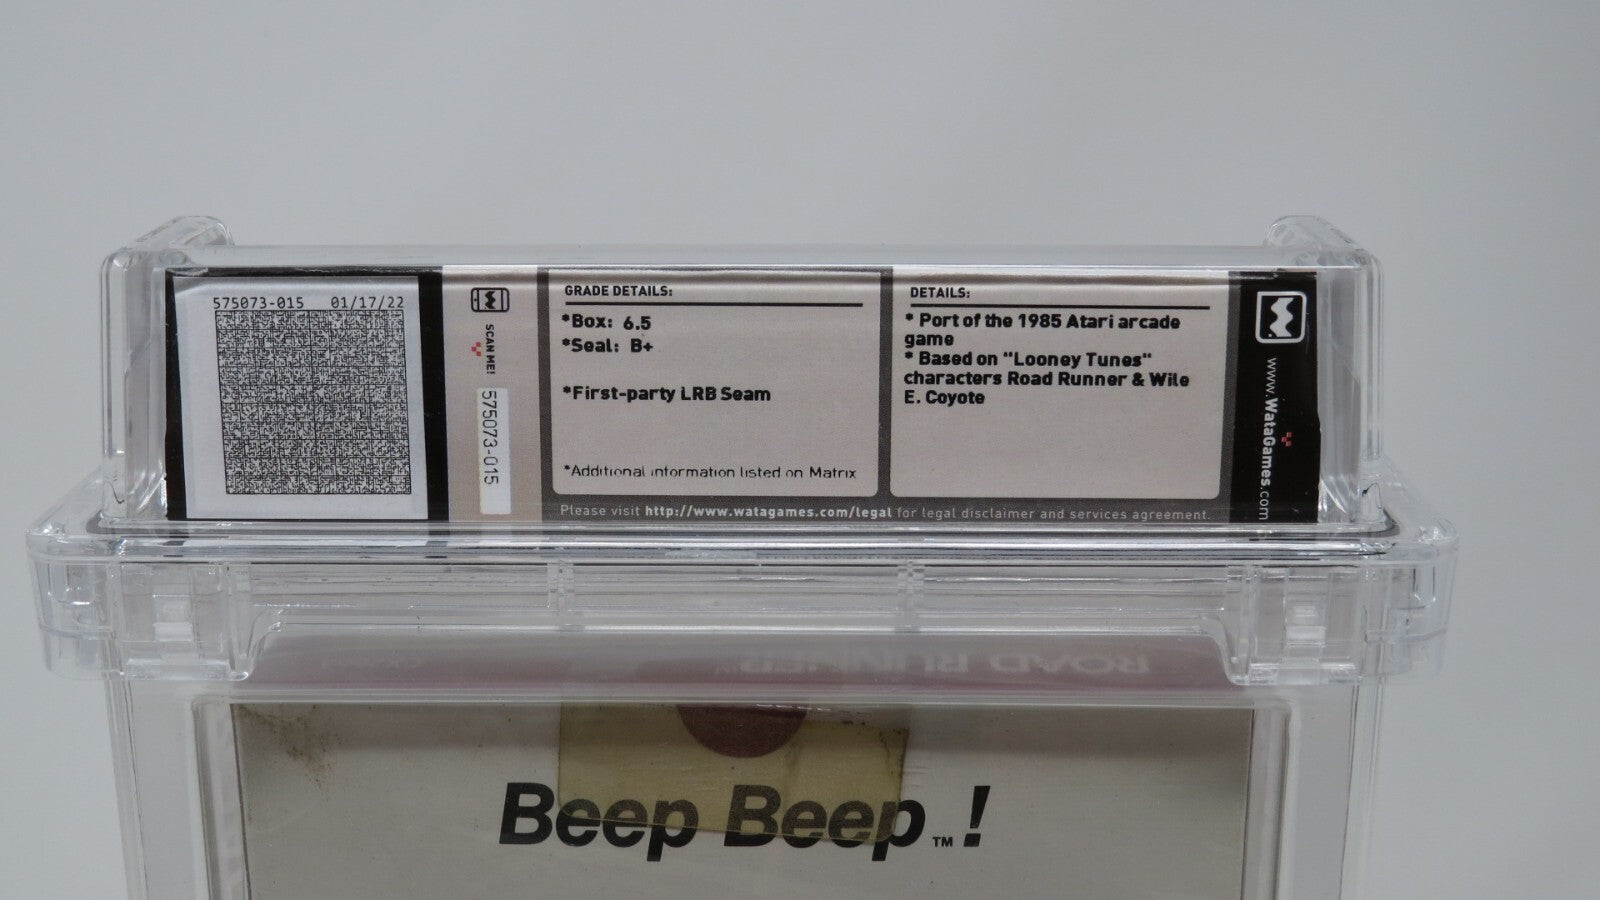 575073-015 01/17/22
SCAN ME!
575073-015
GRADE DETAILS:
*Box: 6.5
*Seal: B+
*First-party LRB Seam
*Additional information listed on Matrix
DETAILS:
* Port of the 1985 Atari arcade
game
* Based on "Looney Tunes"
characters Road Runner & Wile
E. Coyote
Please visit http://www.watagames.com/legal for legal disclaimer and services agreement.
www.WataGames.com
ROAD RUNNER
Beep Beep™!